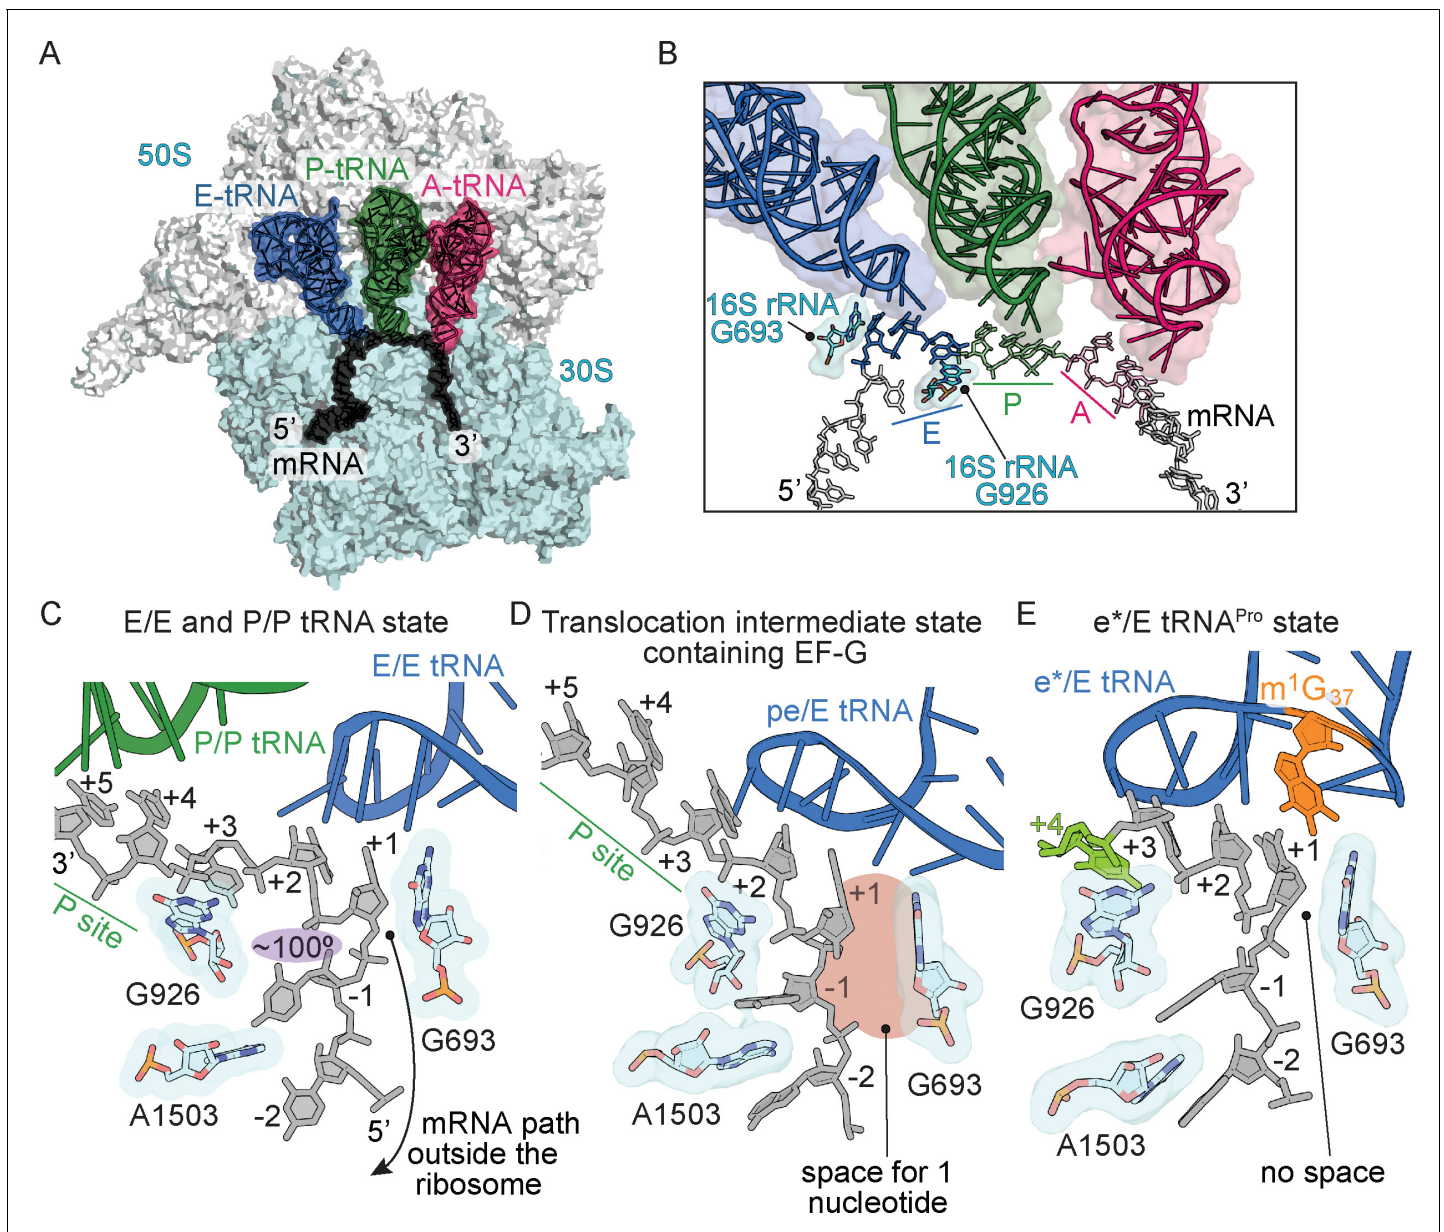 A
50S
P-tRNA
E-tRNA
A-tRNA
30S
5’
mRNA
3’
B
16S rRNA
G693
E
P
A
mRNA
16S rRNA
G926
5’
3’
C
E/E and P/P tRNA state
E/E tRNA
P/P tRNA
+5
+4
+3
+2
+1
3’
P site
~100º
G926
-1
G693
A1503
-2
5’
mRNA path
outside the
ribosome
D
Translocation intermediate state
containing EF-G
+5
+4
pe/E tRNA
P site
+3
+2
+1
G926
-1
A1503
-2
G693
space for 1
nucleotide
E
e*/E tRNAᴾʳᵒ state
e*/E tRNA
m¹G₃₇
+4
+3
+2
+1
G926
-1
G693
-2
A1503
no space